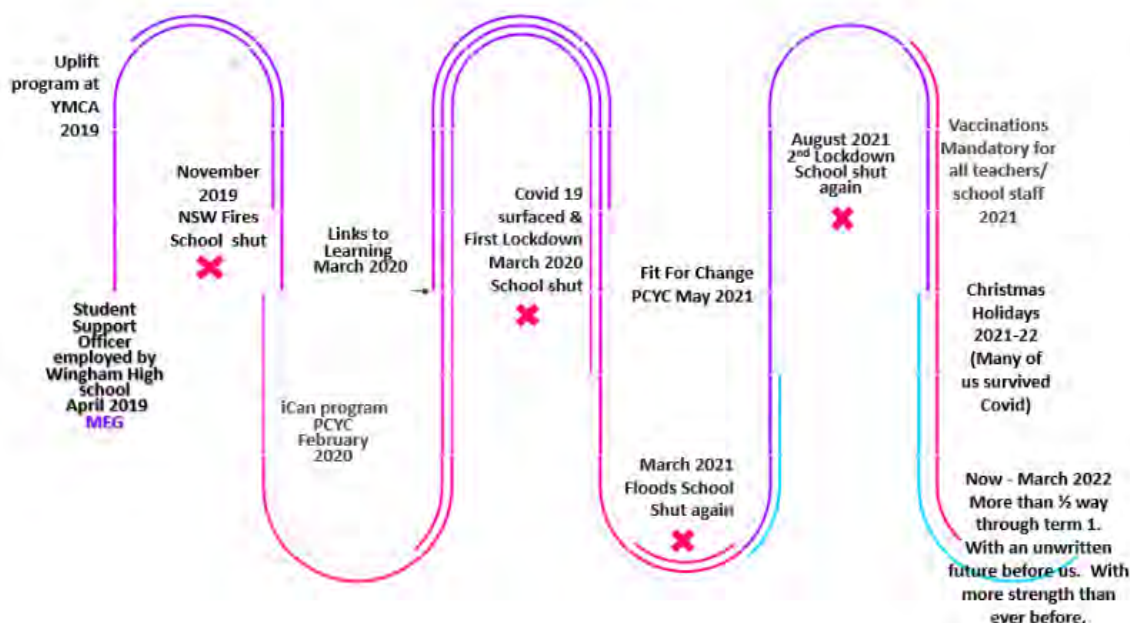 Uplift
program at
YMCA
2019
Student
Support
Officer
employed by
Wingham High
School
April 2019
MEG
November
2019
NSW Fires
School shut
iCan program
PCYC
February
2020
Links to
Learning
March 2020
Covid 19
surfaced &
First Lockdown
March 2020
School shut
March 2021
Floods School
Shut again
Fit For Change
PCYC May 2021
August 2021
2nd Lockdown
School shut
again
Vaccinations
Mandatory for
all teachers/
school staff
2021
Christmas
Holidays
2021-22
(Many of
us survived
Covid)
Now - March 2022
More than way
through term 1.
With an unwritten
future before us. With
more strength than
ever before.